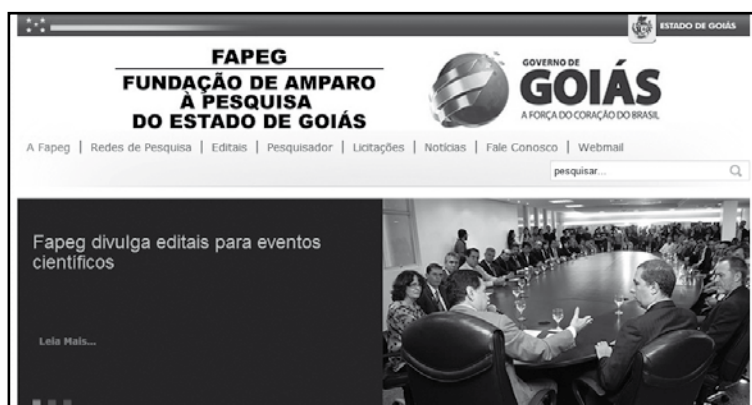 ESTADO DE GOIÁS
FAPEG
FUNDAÇÃO DE AMPARO
À PESQUISA
DO ESTADO DE GOIÁS
GOVERNO DE
GOIÁS
A FORÇA DO CORAÇÃO DO BRASIL
A Fapeg | Redes de Pesquisa | Editais | Pesquisador | Licitações | Notícias | Fale Conosco | Webmail
pesquisar...
Fapeg divulga editais para eventos
científicos
Leia Mais...